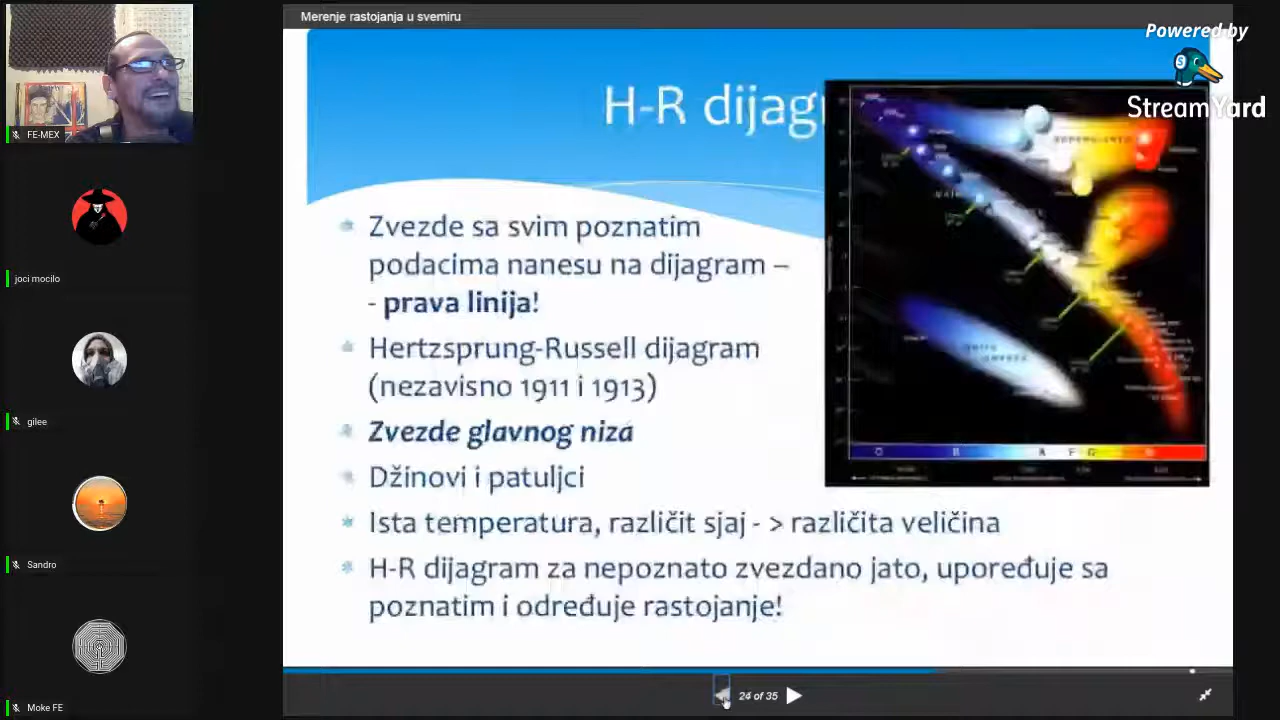 Merenje rastojanja u svemiru
Powered by
StreamYard
H-R dijagr
Zvezde sa svim poznatim
podacima nanesu na dijagram –
- prava linija!
Hertzsprung-Russell dijagram
(nezavisno 1911 i 1913)
Zvezde glavnog niza
Džinovi i patuljci
Ista temperatura, različit sjaj - > različita veličina
H-R dijagram za nepoznato zvezdano jato, upoređuje sa
poznatim i određuje rastojanje!
O B A F G
24 of 35
FE-MEX
joci mocilo
gilee
Sandro
Moke FE